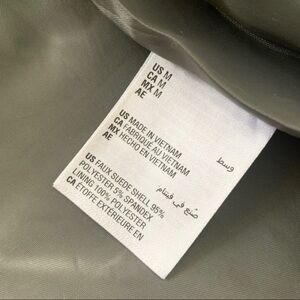 US M
CA M
MX M
AE
وسط
US MADE IN VIETNAM
CA FABRIQUÉ AU VIETNAM
MX HECHO EN VIETNAM
AE
صنع في فيتنام
US FAUX SUEDE SHELL 95%
POLYESTER 5% SPANDEX
LINING 100% POLYESTER
CA ÉTOFFE EXTÉRIEURE EN